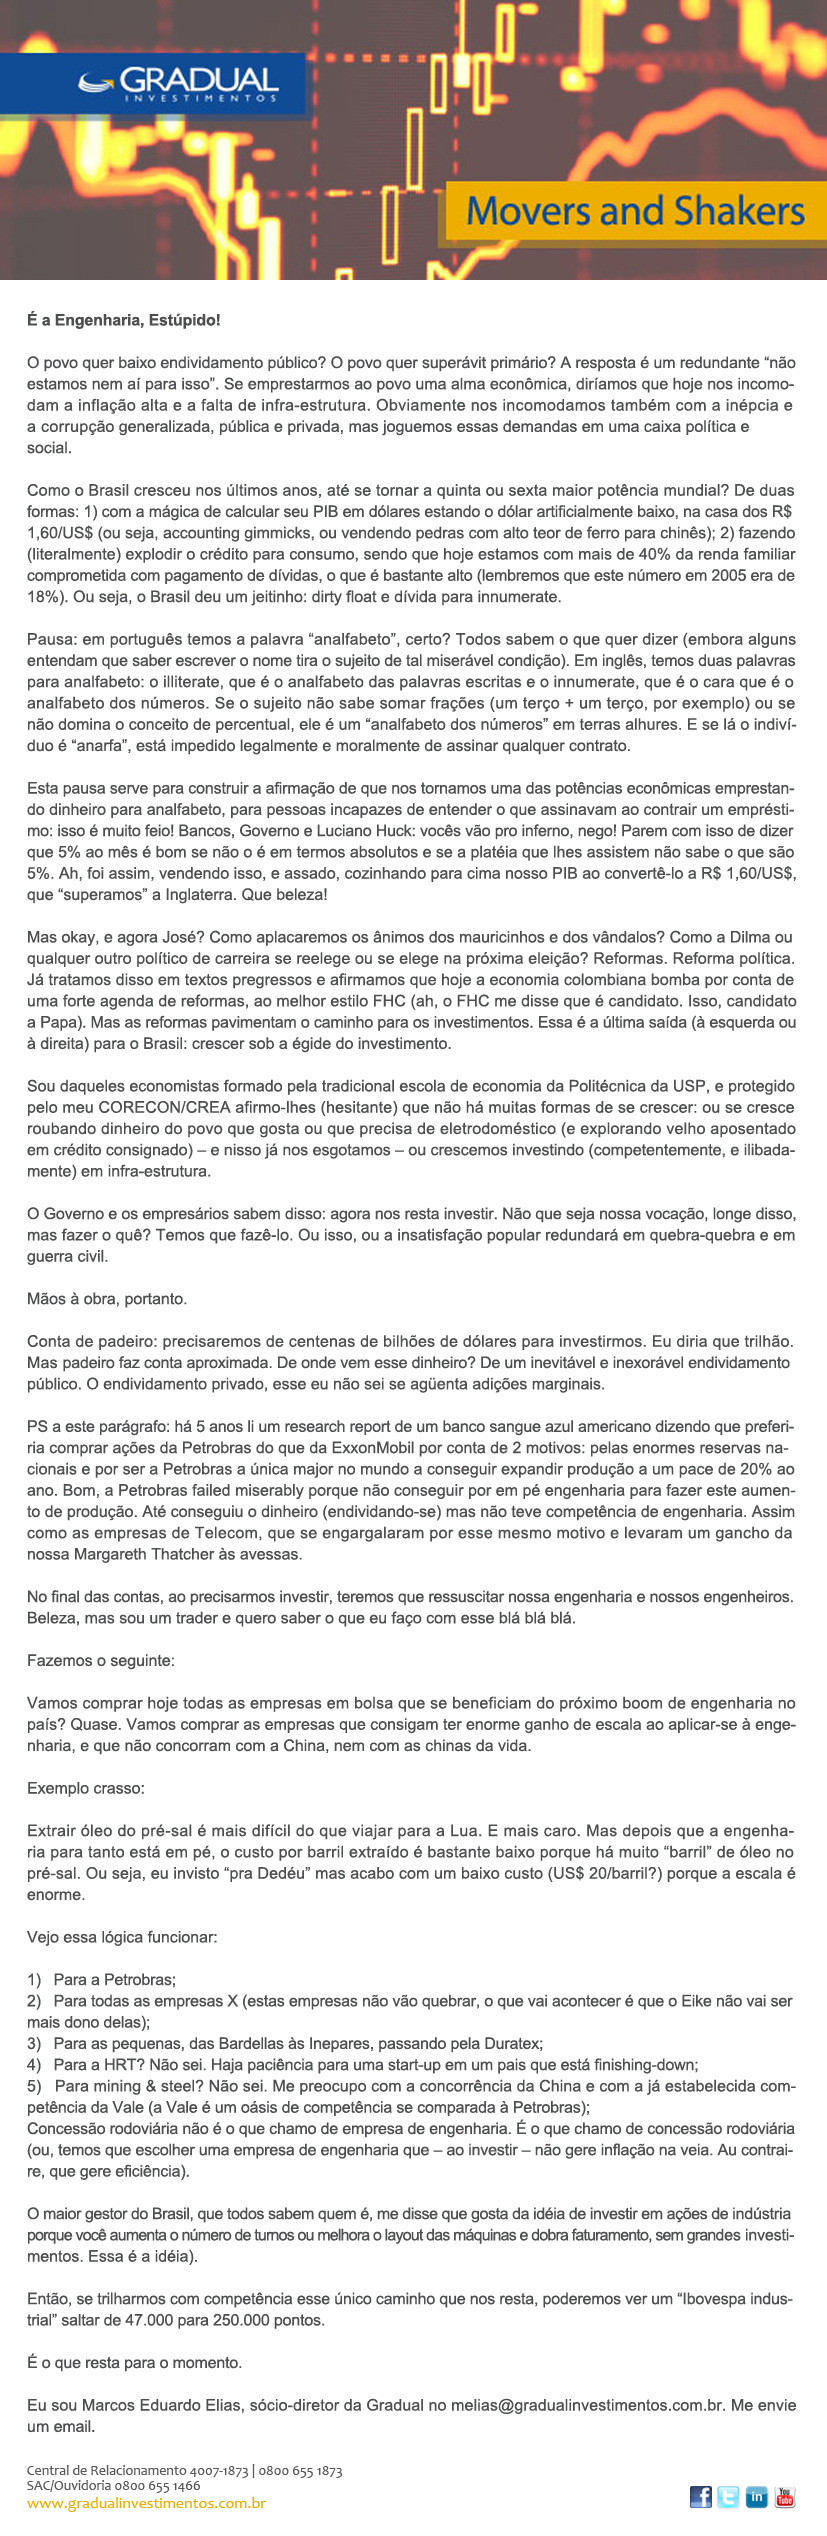 GRADUAL
INVESTIMENTOS
Movers and Shakers
É a Engenharia, Estúpido!
O povo quer baixo endividamento público? O povo quer superávit primário? A resposta é um redundante “não
estamos nem aí para isso”. Se emprestarmos ao povo uma alma econômica, diríamos que hoje nos incomo-
dam a inflação alta e a falta de infra-estrutura. Obviamente nos incomodamos também com a inépcia e
a corrupção generalizada, pública e privada, mas joguemos essas demandas em uma caixa política e
social.
Como o Brasil cresceu nos últimos anos, até se tornar a quinta ou sexta maior potência mundial? De duas
formas: 1) com a mágica de calcular seu PIB em dólares estando o dólar artificialmente baixo, na casa dos R$
1,60/US$ (ou seja, accounting gimmicks, ou vendendo pedras com alto teor de ferro para chinês); 2) fazendo
(literalmente) explodir o crédito para consumo, sendo que hoje estamos com mais de 40% da renda familiar
comprometida com pagamento de dívidas, o que é bastante alto (lembremos que este número em 2005 era de
18%). Ou seja, o Brasil deu um jeitinho: dirty float e dívida para innumerate.
Pausa: em português temos a palavra “analfabeto”, certo? Todos sabem o que quer dizer (embora alguns
entendam que saber escrever o nome tira o sujeito de tal miserável condição). Em inglês, temos duas palavras
para analfabeto: o illiterate, que é o analfabeto das palavras escritas e o innumerate, que é o cara que é o
analfabeto dos números. Se o sujeito não sabe somar frações (um terço + um terço, por exemplo) ou se
não domina o conceito de percentual, ele é um “analfabeto dos números” em terras alhures. E se lá o indiví-
duo é “anarfa”, está impedido legalmente e moralmente de assinar qualquer contrato.
Esta pausa serve para construir a afirmação de que nos tornamos uma das potências econômicas emprestan-
do dinheiro para analfabeto, para pessoas incapazes de entender o que assinavam ao contrair um emprésti-
mo: isso é muito feio! Bancos, Governo e Luciano Huck: vocês vão pro inferno, nego! Parem com isso de dizer
que 5% ao mês é bom se não o é em termos absolutos e se a platéia que lhes assistem não sabe o que são
5%. Ah, foi assim, vendendo isso, e assado, cozinhando para cima nosso PIB ao convertê-lo a R$ 1,60/US$,
que “superamos” a Inglaterra. Que beleza!
Mas okay, e agora José? Como aplacaremos os ânimos dos mauricinhos e dos vândalos? Como a Dilma ou
qualquer outro político de carreira se reelege ou se elege na próxima eleição? Reformas. Reforma política.
Já tratamos disso em textos pregressos e afirmamos que hoje a economia colombiana bomba por conta de
uma forte agenda de reformas, ao melhor estilo FHC (ah, o FHC me disse que é candidato. Isso, candidato
a Papa). Mas as reformas pavimentam o caminho para os investimentos. Essa é a última saída (à esquerda ou
à direita) para o Brasil: crescer sob a égide do investimento.
Sou daqueles economistas formado pela tradicional escola de economia da Politécnica da USP, e protegido
pelo meu CORECON/CREA afirmo-lhes (hesitante) que não há muitas formas de se crescer: ou se cresce
roubando dinheiro do povo que gosta ou que precisa de eletrodoméstico (e explorando velho aposentado
em crédito consignado) – e nisso já nos esgotamos – ou crescemos investindo (competentemente, e ilibada-
mente) em infra-estrutura.
O Governo e os empresários sabem disso: agora nos resta investir. Não que seja nossa vocação, longe disso,
mas fazer o quê? Temos que fazê-lo. Ou isso, ou a insatisfação popular redundará em quebra-quebra e em
guerra civil.
Mãos à obra, portanto.
Conta de padeiro: precisaremos de centenas de bilhões de dólares para investirmos. Eu diria que trilhão.
Mas padeiro faz conta aproximada. De onde vem esse dinheiro? De um inevitável e inexorável endividamento
público. O endividamento privado, esse eu não sei se agüenta adições marginais.
PS a este parágrafo: há 5 anos li um research report de um banco sangue azul americano dizendo que preferi-
ria comprar ações da Petrobras do que da ExxonMobil por conta de 2 motivos: pelas enormes reservas na-
cionais e por ser a Petrobras a única major no mundo a conseguir expandir produção a um pace de 20% ao
ano. Bom, a Petrobras failed miserably porque não conseguir por em pé engenharia para fazer este aumen-
to de produção. Até conseguiu o dinheiro (endividando-se) mas não teve competência de engenharia. Assim
como as empresas de Telecom, que se engargalaram por esse mesmo motivo e levaram um gancho da
nossa Margareth Thatcher às avessas.
No final das contas, ao precisarmos investir, teremos que ressuscitar nossa engenharia e nossos engenheiros.
Beleza, mas sou um trader e quero saber o que eu faço com esse blá blá blá.
Fazemos o seguinte:
Vamos comprar hoje todas as empresas em bolsa que se beneficiam do próximo boom de engenharia no
país? Quase. Vamos comprar as empresas que consigam ter enorme ganho de escala ao aplicar-se à enge-
nharia, e que não concorram com a China, nem com as chinas da vida.
Exemplo crasso:
Extrair óleo do pré-sal é mais difícil do que viajar para a Lua. E mais caro. Mas depois que a engenha-
ria para tanto está em pé, o custo por barril extraído é bastante baixo porque há muito “barril” de óleo no
pré-sal. Ou seja, eu invisto “pra Dedéu” mas acabo com um baixo custo (US$ 20/barril?) porque a escala é
enorme.
Vejo essa lógica funcionar:
1) Para a Petrobras;
2) Para todas as empresas X (estas empresas não vão quebrar, o que vai acontecer é que o Eike não vai ser
mais dono delas);
3) Para as pequenas, das Bardellas às Inepares, passando pela Duratex;
4) Para a HRT? Não sei. Haja paciência para uma start-up em um pais que está finishing-down;
5) Para mining & steel? Não sei. Me preocupo com a concorrência da China e com a já estabelecida com-
petência da Vale (a Vale é um oásis de competência se comparada à Petrobras);
Concessão rodoviária não é o que chamo de empresa de engenharia. É o que chamo de concessão rodoviária
(ou, temos que escolher uma empresa de engenharia que – ao investir – não gere inflação na veia. Au contrai-
re, que gere eficiência).
O maior gestor do Brasil, que todos sabem quem é, me disse que gosta da idéia de investir em ações de indústria
porque você aumenta o número de turnos ou melhora o layout das máquinas e dobra faturamento, sem grandes investi-
mentos. Essa é a idéia).
Então, se trilharmos com competência esse único caminho que nos resta, poderemos ver um “Ibovespa indus-
trial” saltar de 47.000 para 250.000 pontos.
É o que resta para o momento.
Eu sou Marcos Eduardo Elias, sócio-diretor da Gradual no melias@gradualinvestimentos.com.br. Me envie
um email.
Central de Relacionamento 4007-1873 | 0800 655 1873
SAC/Ouvidoria 0800 655 1466
www.gradualinvestimentos.com.br
f t in You Tube